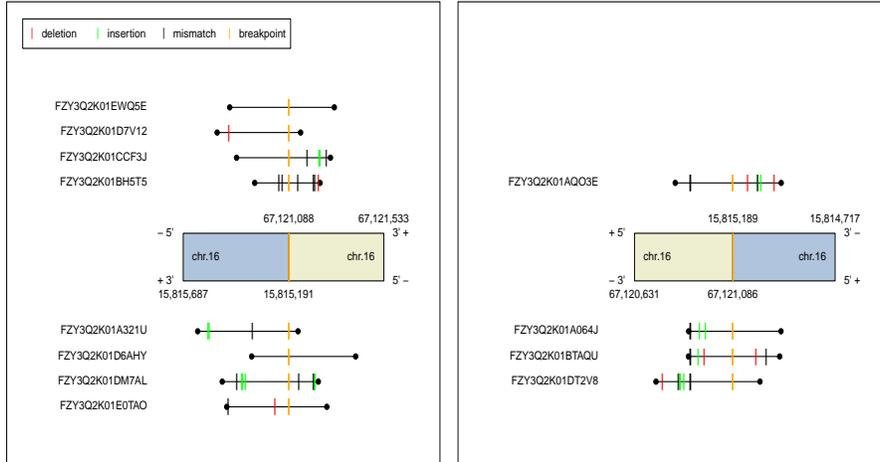 deletion insertion mismatch breakpoint
FZY3Q2K01EWQ5E
FZY3Q2K01D7V12
FZY3Q2K01CCF3J
FZY3Q2K01BH5T5
67,121,088 67,121,533
– 5' 3' +
chr.16 chr.16
+ 3' 5' –
15,815,687 15,815,191
FZY3Q2K01A321U
FZY3Q2K01D6AHY
FZY3Q2K01DM7AL
FZY3Q2K01E0TAO
FZY3Q2K01AQO3E
15,815,189 15,814,717
+ 5' 3' –
chr.16 chr.16
– 3' 5' +
67,120,631 67,121,086
FZY3Q2K01A064J
FZY3Q2K01BTAQU
FZY3Q2K01DT2V8